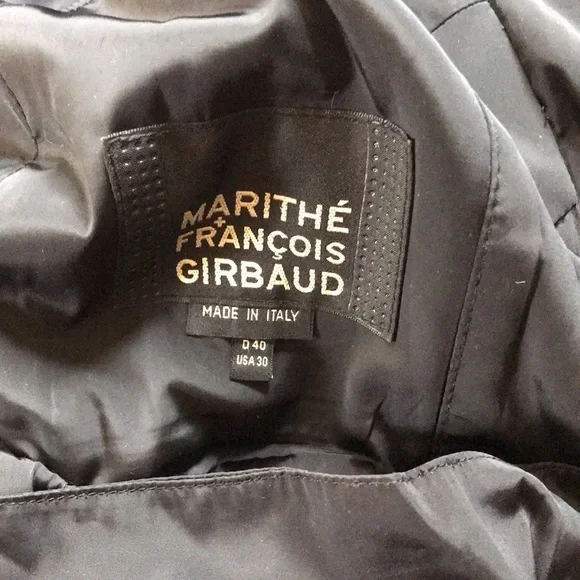 MARITHÉ
+
FRANÇOIS
GIRBAUD
MADE IN ITALY
D 40
USA 30